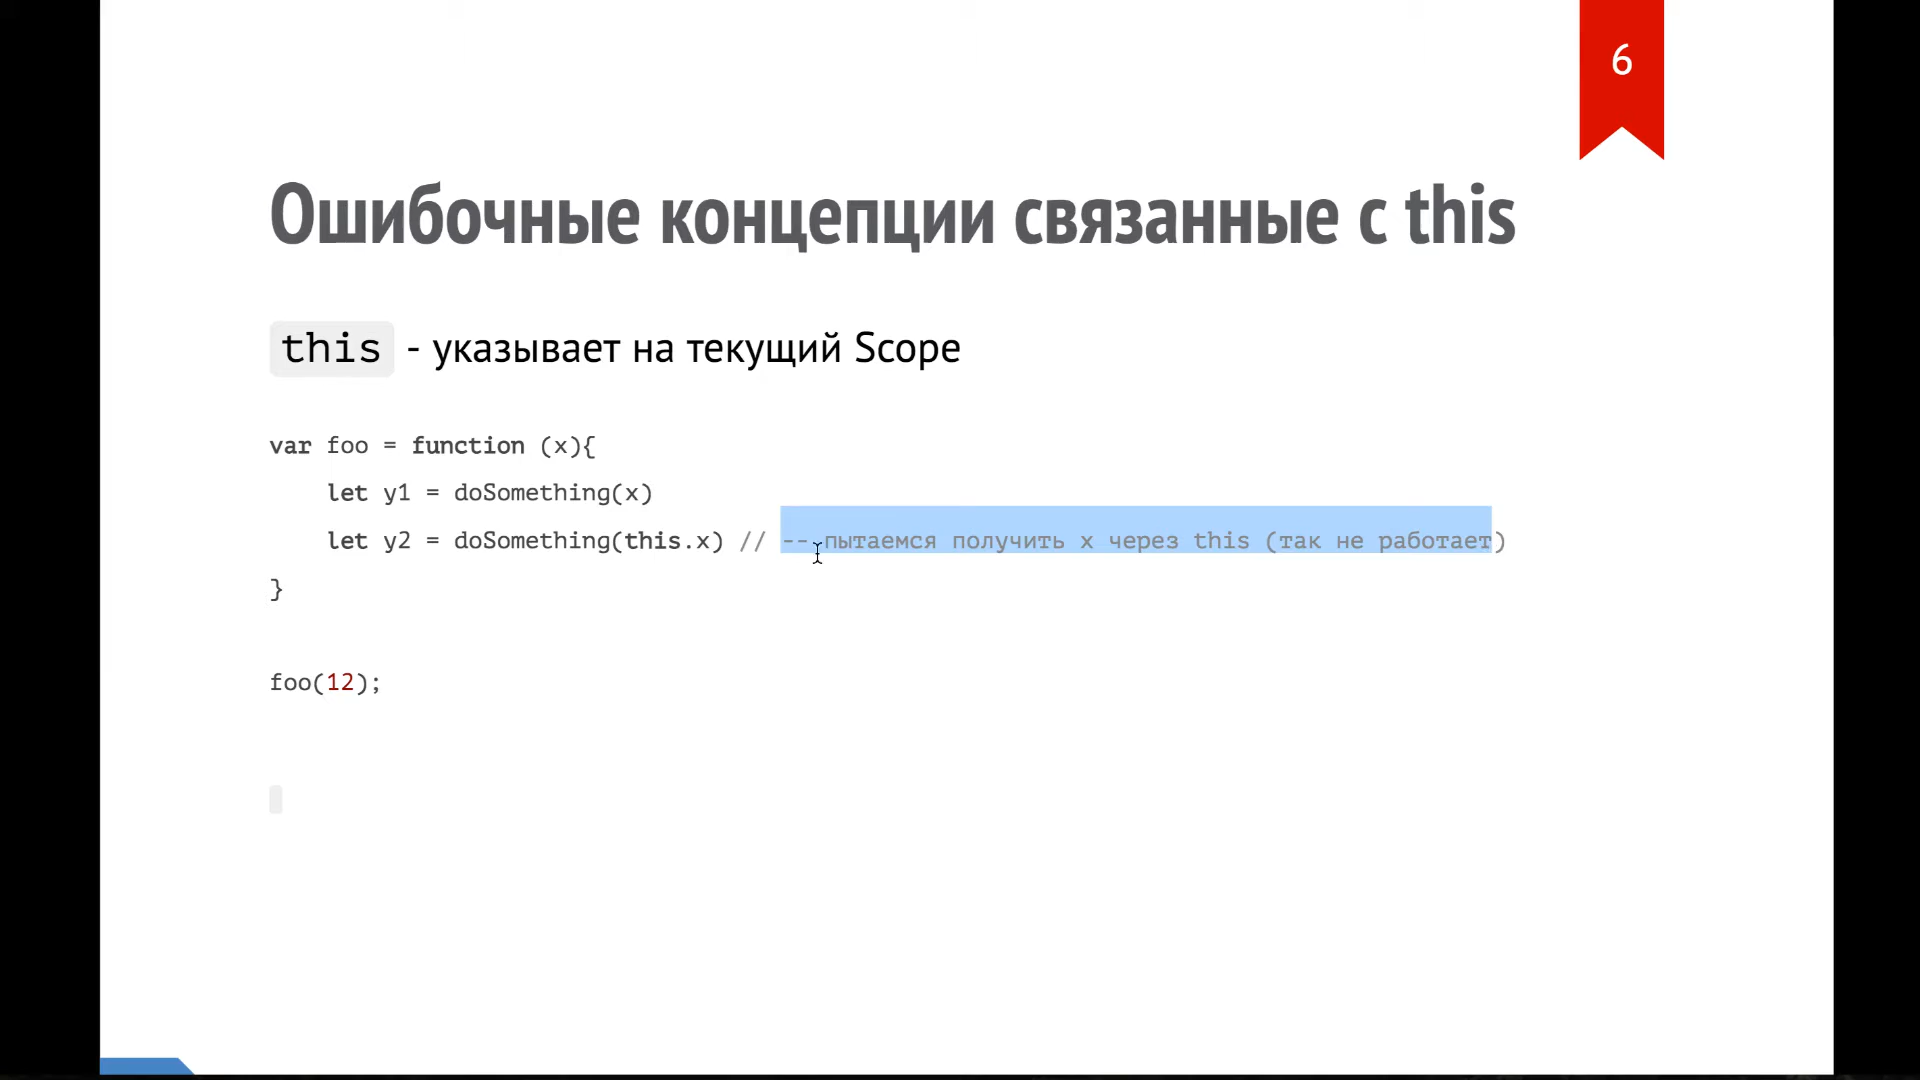 6
Ошибочные концепции связанные с this
this - указывает на текущий Scope
var foo = function (x){
let y1 = doSomething(x)
let y2 = doSomething(this.x) // -- пытаемся получить x через this (так не работает)
}
foo(12);